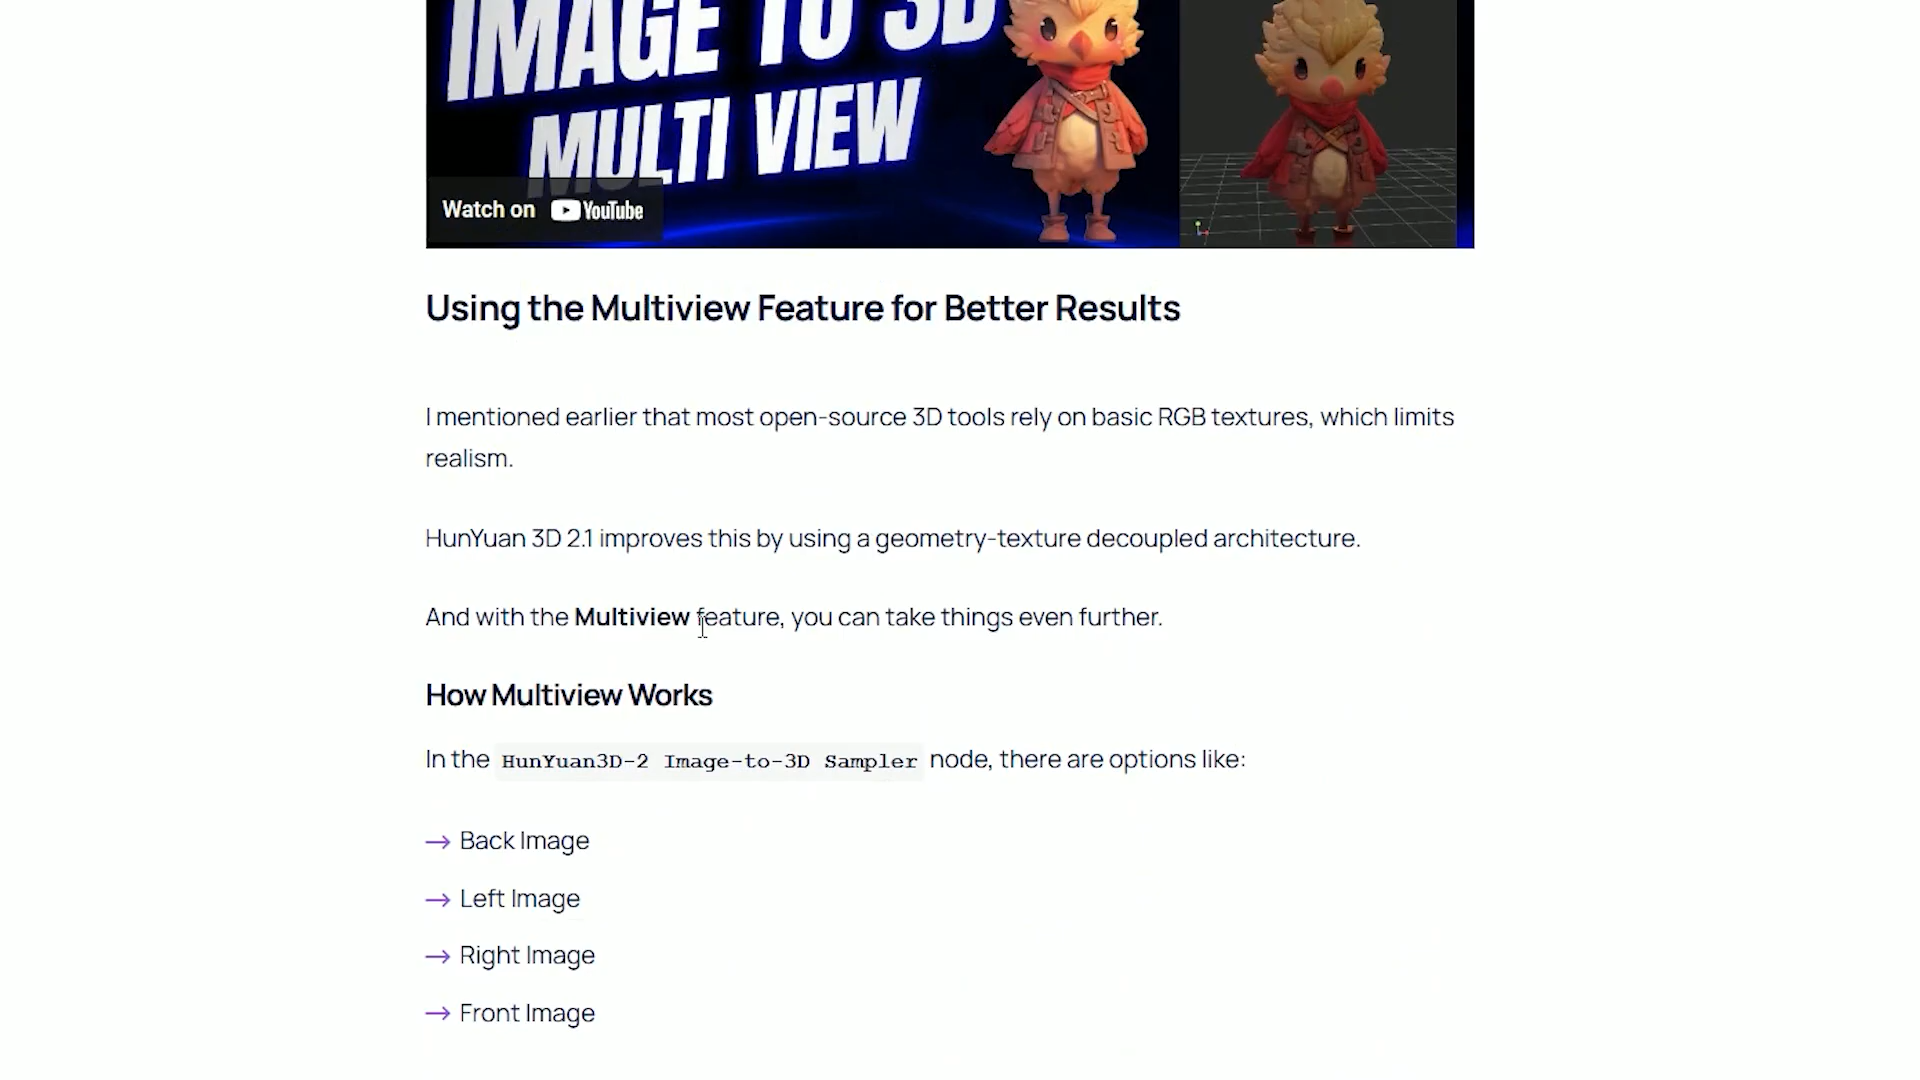 IMAGE TO 3D
MULTI VIEW
Watch on YouTube
Using the Multiview Feature for Better Results
I mentioned earlier that most open-source 3D tools rely on basic RGB textures, which limits
realism.
HunYuan 3D 2.1 improves this by using a geometry-texture decoupled architecture.
And with the Multiview feature, you can take things even further.
How Multiview Works
In the HunYuan3D-2 Image-to-3D Sampler node, there are options like:
→ Back Image
→ Left Image
→ Right Image
→ Front Image